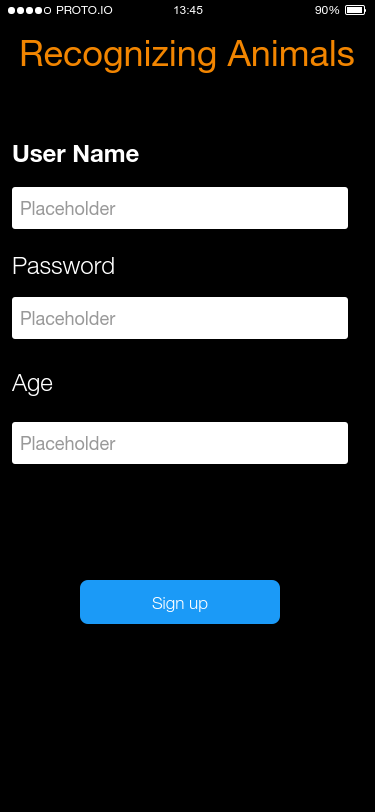 PROTO.IO 13:45 90%
Recognizing Animals
User Name
Placeholder
Password
Placeholder
Age
Placeholder
Sign up